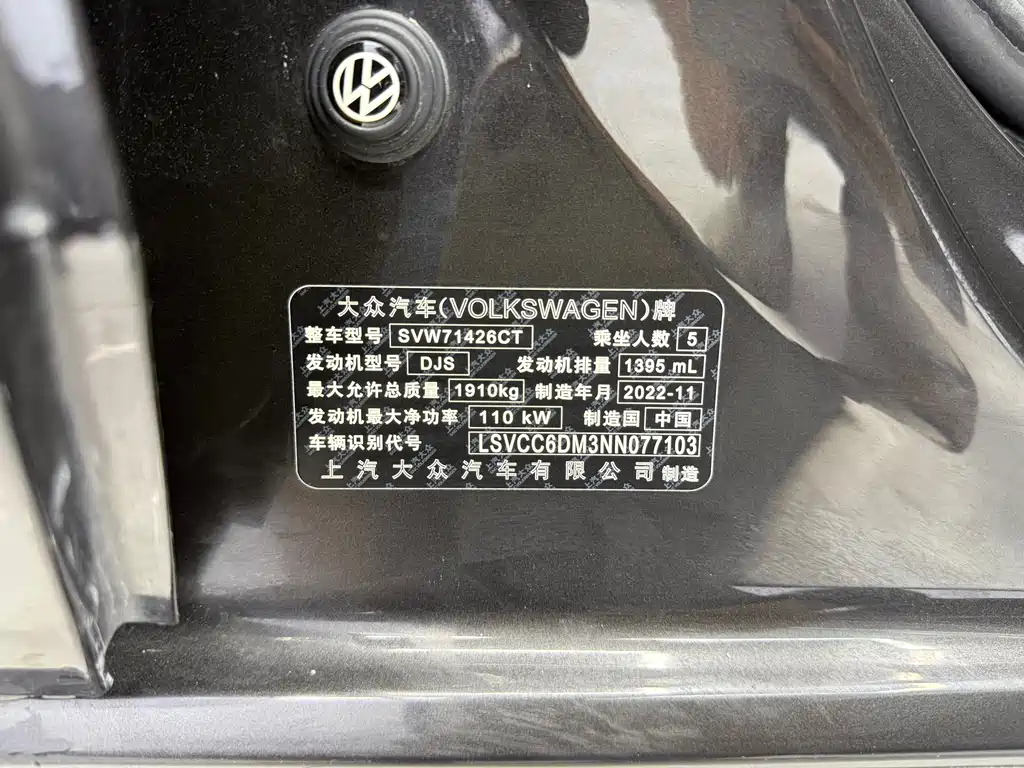 大众汽车(VOLKSWAGEN)牌
整车型号 SVW71426CT 乘坐人数 5
发动机型号 DJS 发动机排量 1395 mL
最大允许总质量 1910kg 制造年月 2022-11
发动机最大净功率 110 kW 制造国 中国
车辆识别代号 LSVCC6DM3NN077103
上汽大众汽车有限公司制造